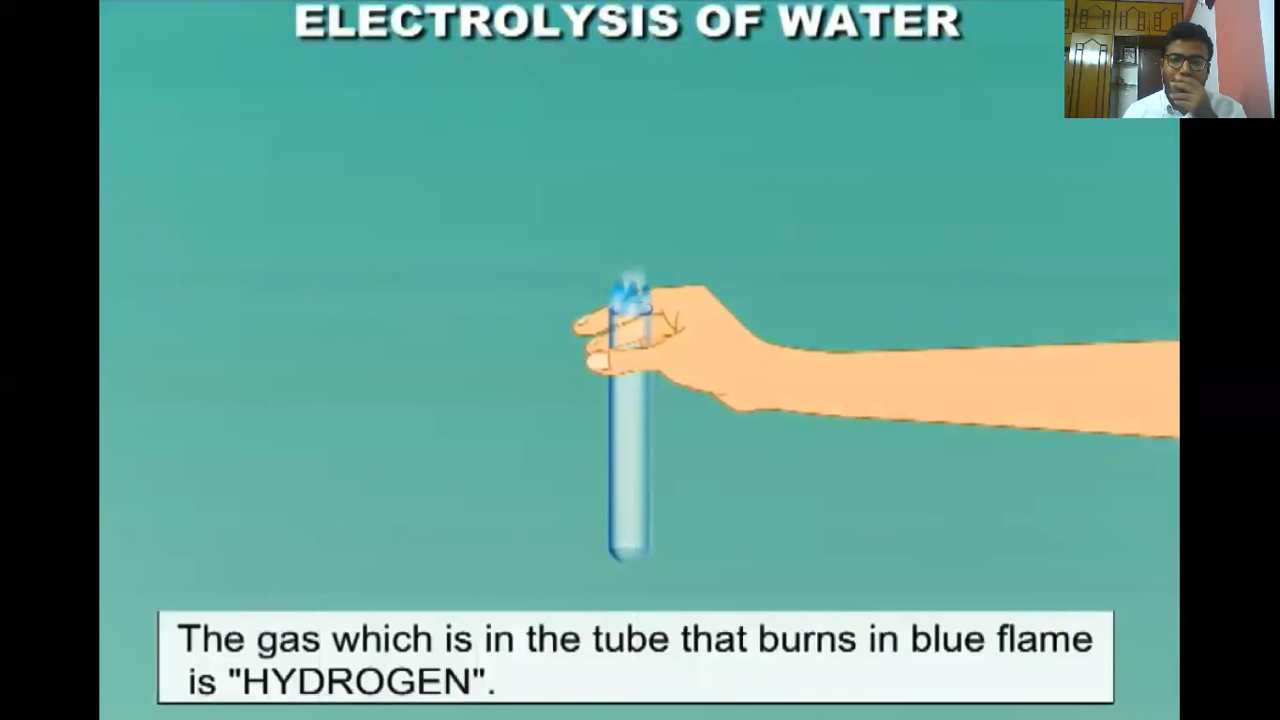 ELECTROLYSIS OF WATER
The gas which is in the tube that burns in blue flame
is "HYDROGEN".